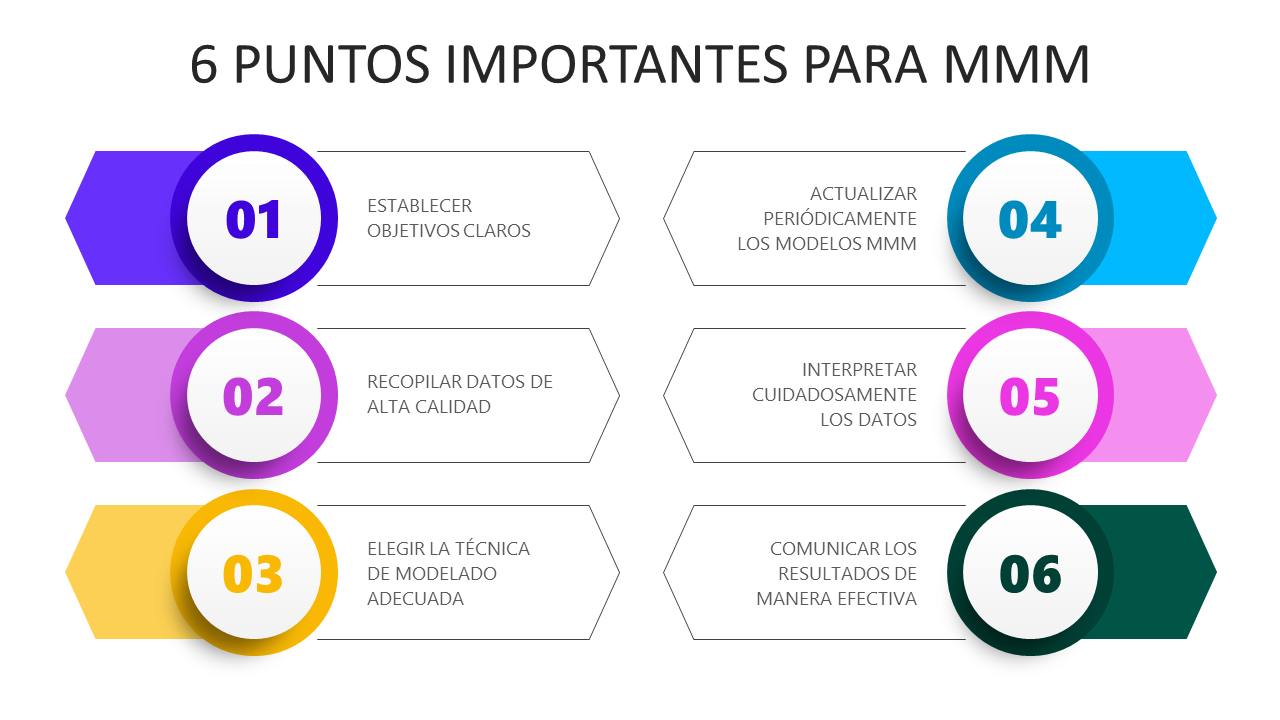 6 PUNTOS IMPORTANTES PARA MMM
01
ESTABLECER
OBJETIVOS CLAROS
02
RECOPILAR DATOS DE
ALTA CALIDAD
03
ELEGIR LA TÉCNICA
DE MODELADO
ADECUADA
04
ACTUALIZAR
PERIÓDICAMENTE
LOS MODELOS MMM
05
INTERPRETAR
CUIDADOSAMENTE
LOS DATOS
06
COMUNICAR LOS
RESULTADOS DE
MANERA EFECTIVA